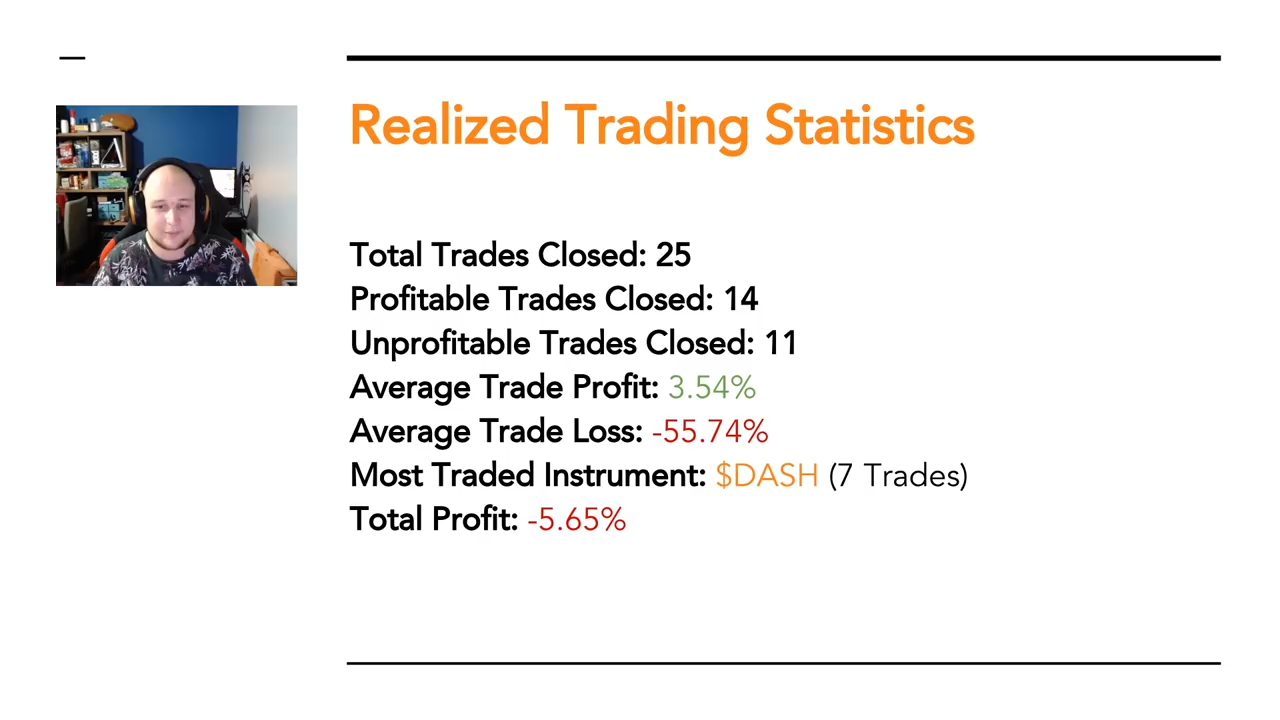 Realized Trading Statistics
Total Trades Closed: 25
Profitable Trades Closed: 14
Unprofitable Trades Closed: 11
Average Trade Profit: 3.54%
Average Trade Loss: -55.74%
Most Traded Instrument: $DASH (7 Trades)
Total Profit: -5.65%